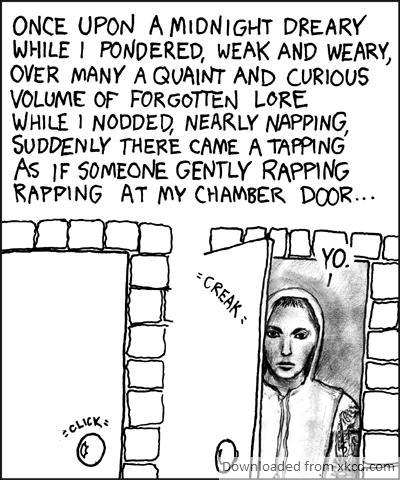 ONCE UPON A MIDNIGHT DREARY
WHILE I PONDERED, WEAK AND WEARY,
OVER MANY A QUAINT AND CURIOUS
VOLUME OF FORGOTTEN LORE
WHILE I NODDED, NEARLY NAPPING,
SUDDENLY THERE CAME A TAPPING
AS IF SOMEONE GENTLY RAPPING
RAPPING AT MY CHAMBER DOOR...
YO.
CREAK
CLICK
Downloaded from xkcd.com